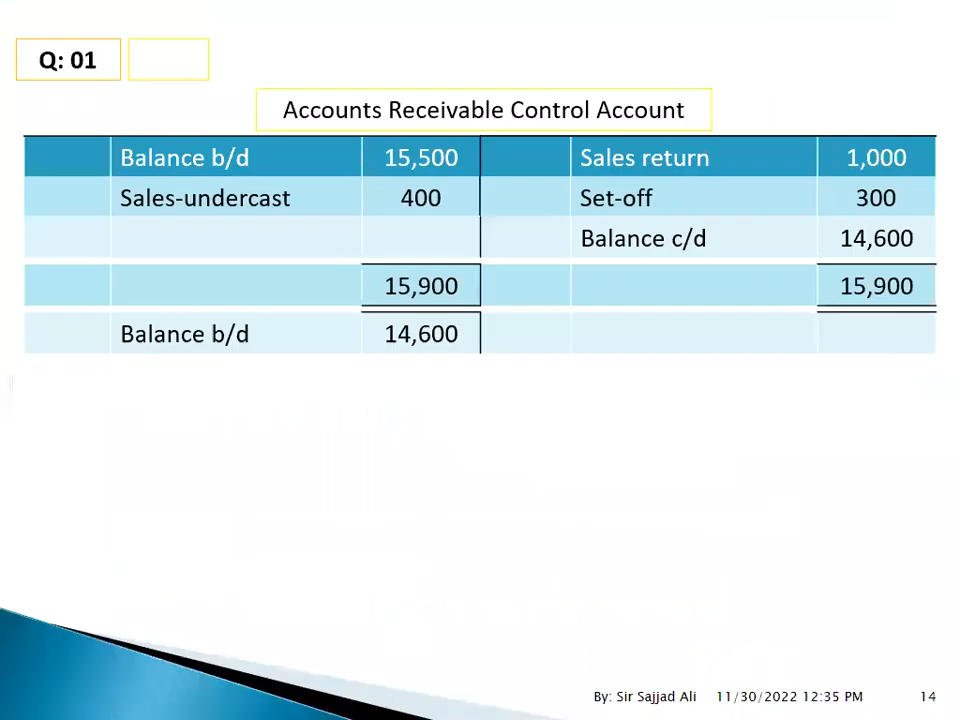 Q: 01
Accounts Receivable Control Account
Balance b/d 15,500 Sales return 1,000
Sales-undercast 400 Set-off 300
Balance c/d 14,600
15,900 15,900
Balance b/d 14,600
By: Sir Sajjad Ali 11/30/2022 12:35 PM 14